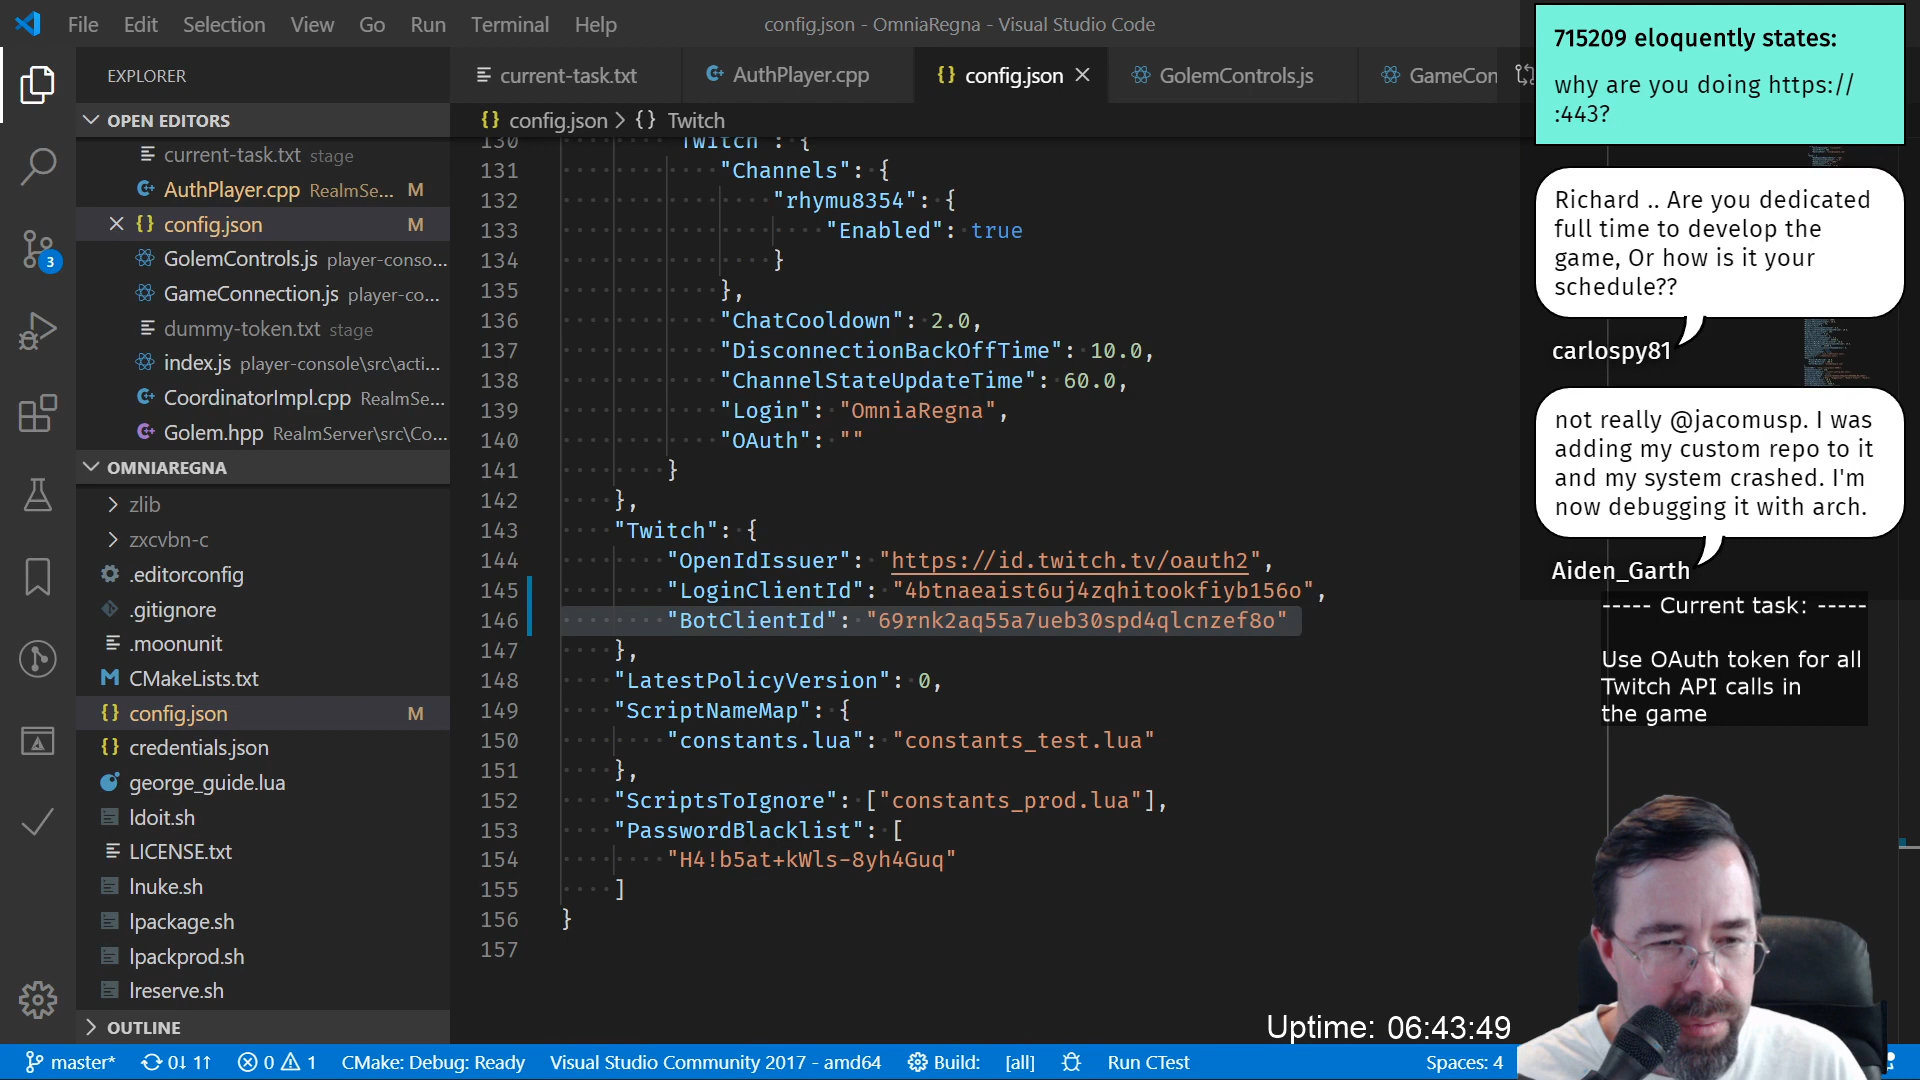 File Edit Selection View Go Run Terminal Help
config.json - OmniaRegna - Visual Studio Code
EXPLORER
OPEN EDITORS
current-task.txt stage
AuthPlayer.cpp RealmSe... M
config.json M
GolemControls.js player-conso...
GameConnection.js player-co...
dummy-token.txt stage
index.js player-console\src\acti...
CoordinatorImpl.cpp RealmSe...
Golem.hpp RealmServer\src\Co...
OMNIAREGNA
zlib
zxcvbn-c
.editorconfig
.gitignore
.moonunit
CMakeLists.txt
config.json M
credentials.json
george_guide.lua
ldoit.sh
LICENSE.txt
lnuke.sh
lpackage.sh
lpackprod.sh
lreserve.sh
OUTLINE
3
current-task.txt AuthPlayer.cpp {} config.json GolemControls.js GameCon
{} config.json > {} Twitch
130 "Twitch": {
131 "Channels": {
132 "rhymu8354": {
133 "Enabled": true
134 }
135 },
136 "ChatCooldown": 2.0,
137 "DisconnectionBackOffTime": 10.0,
138 "ChannelStateUpdateTime": 60.0,
139 "Login": "OmniaRegna",
140 "OAuth": ""
141 }
142 },
143 "Twitch": {
144 "OpenIdIssuer": "https://id.twitch.tv/oauth2",
145 "LoginClientId": "4btnaeaist6uj4zqhitookfiyb156o",
146 "BotClientId": "69rnk2aq55a7ueb30spd4qlcnzef8o"
147 },
148 "LatestPolicyVersion": 0,
149 "ScriptNameMap": {
150 "constants.lua": "constants_test.lua"
151 },
152 "ScriptsToIgnore": ["constants_prod.lua"],
153 "PasswordBlacklist": [
154 "H4!b5at+kWls-8yh4Guq"
155 ]
156 }
157
715209 eloquently states:
why are you doing https://
:443?
Richard .. Are you dedicated
full time to develop the
game, Or how is it your
schedule??
carlospy81
not really @jacomusp. I was
adding my custom repo to it
and my system crashed. I'm
now debugging it with arch.
Aiden_Garth
----- Current task: -----
Use OAuth token for all
Twitch API calls in
the game
Uptime: 06:43:49
master* 0↓ 1↑ 0 1 CMake: Debug: Ready Visual Studio Community 2017 - amd64 Build: [all] Run CTest Spaces: 4